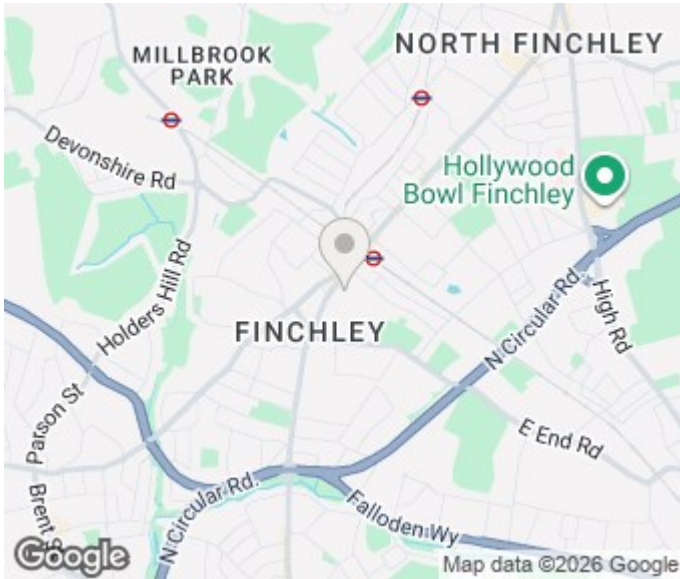 NORTH FINCHLEY
MILLBROOK
PARK
Devonshire Rd
Hollywood
Bowl Finchley
Holders Hill Rd
FINCHLEY
N Circular Rd.
High Rd
Parson St
E End Rd
Brent
N Circular Rd.
Falloden Wy
Google
Map data ©2026 Google